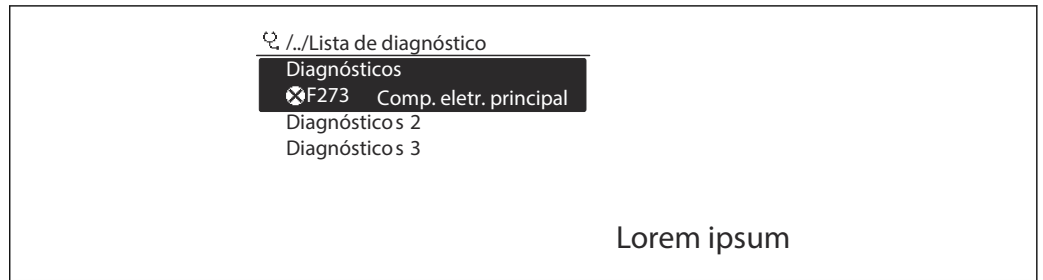 /../Lista de diagnóstico
Diagnósticos
F273 Comp. eletr. principal
Diagnósticos 2
Diagnósticos 3
Lorem ipsum